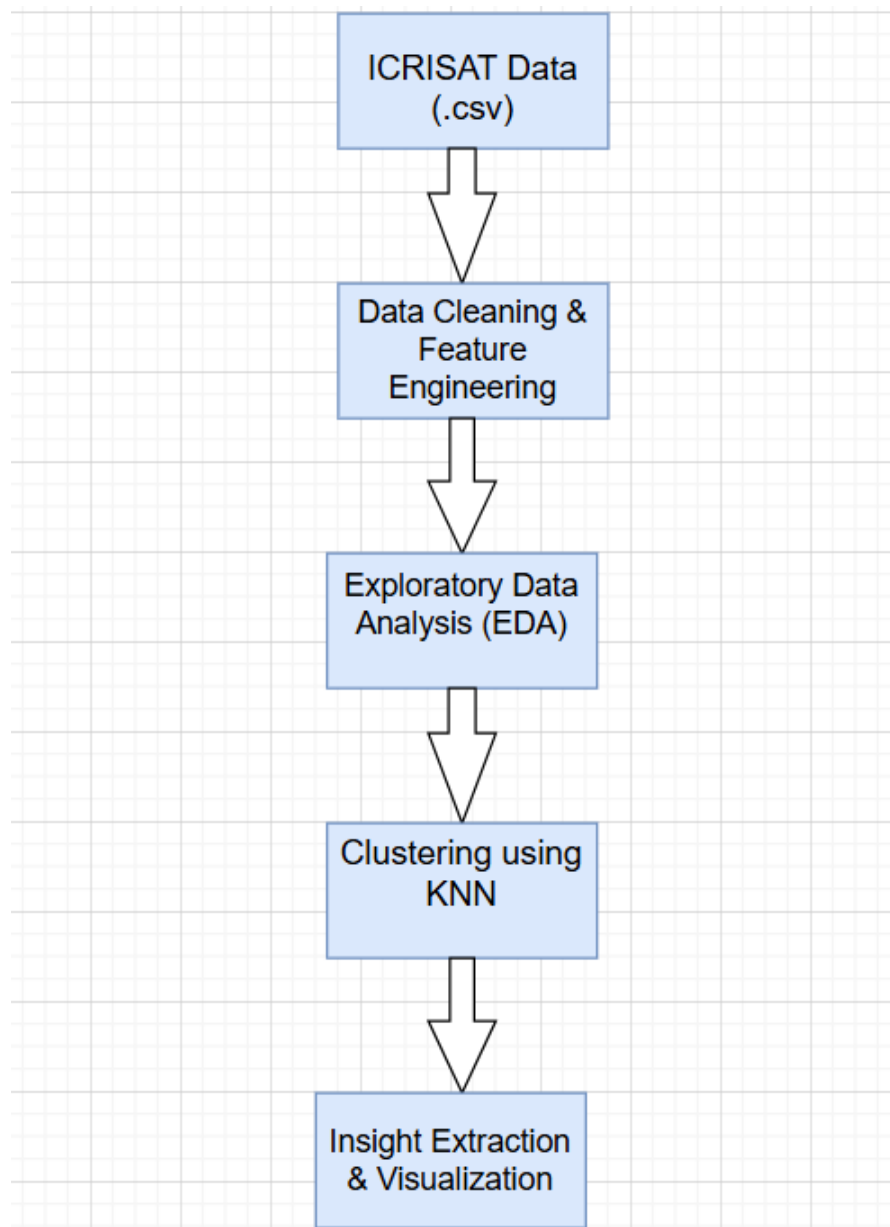 ICRISAT Data
(.csv)
Data Cleaning &
Feature
Engineering
Exploratory Data
Analysis (EDA)
Clustering using
KNN
Insight Extraction
& Visualization